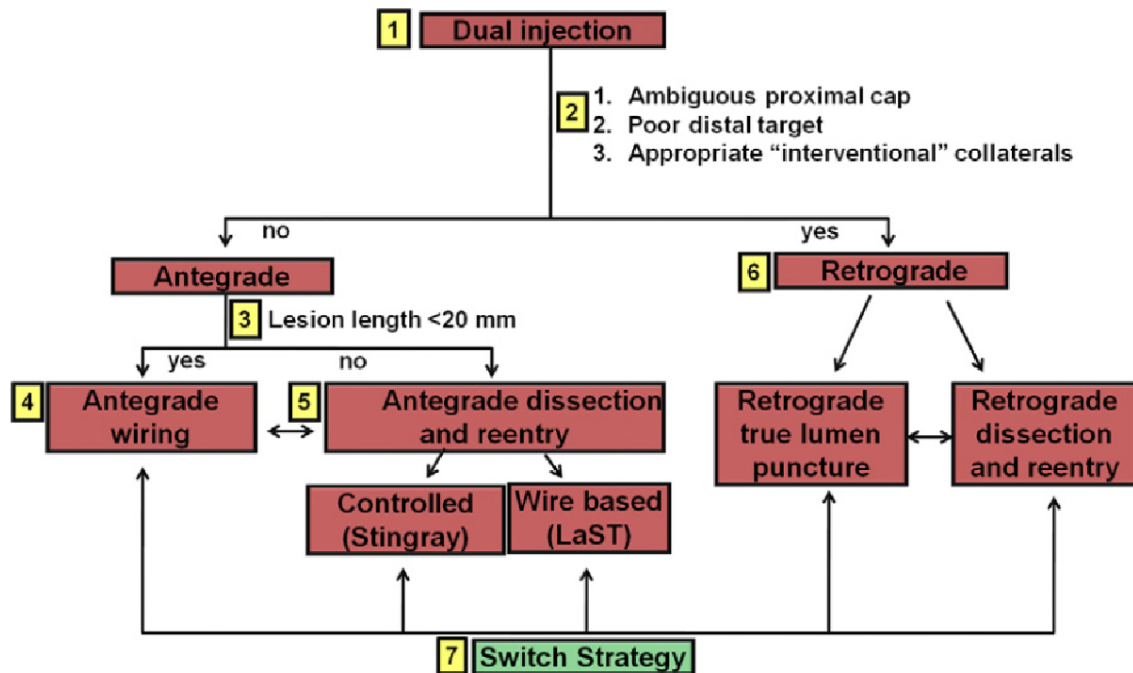 1 Dual injection
2
1. Ambiguous proximal cap
2. Poor distal target
3. Appropriate “interventional” collaterals
no
yes
Antegrade
6 Retrograde
3 Lesion length <20 mm
yes
no
4 Antegrade
wiring
5 Antegrade dissection
and reentry
Retrograde
true lumen
puncture
Retrograde
dissection
and reentry
Controlled
(Stingray)
Wire based
(LaST)
7 Switch Strategy